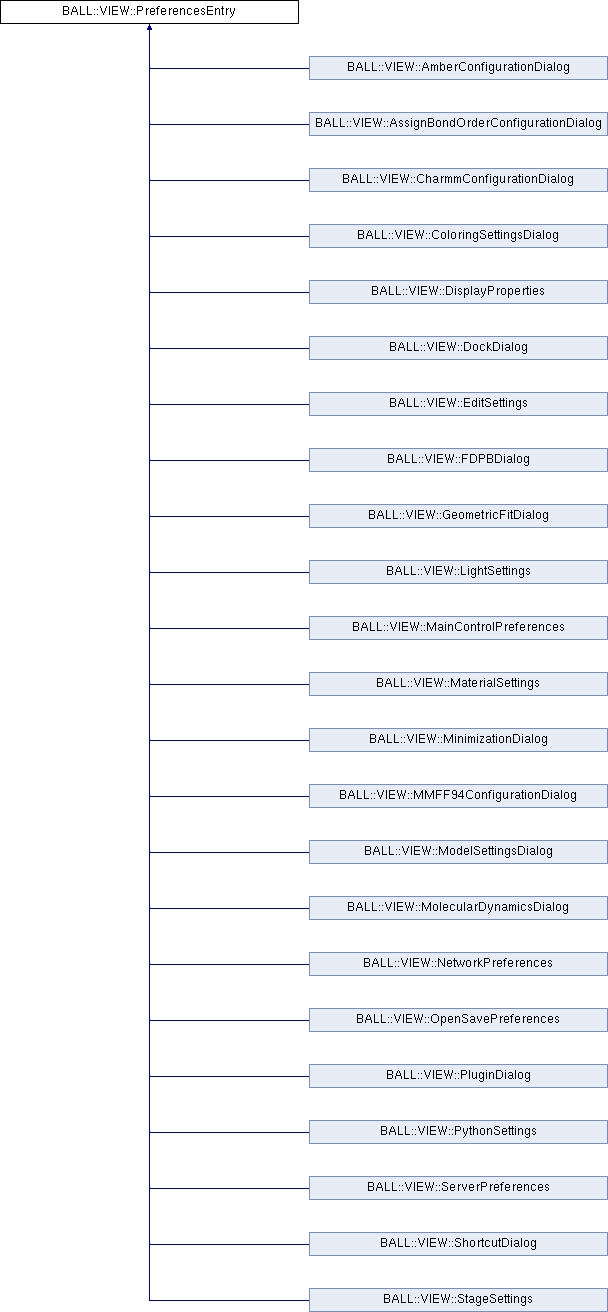 BALL::VIEW::PreferencesEntry
BALL::VIEW::AmberConfigurationDialog
BALL::VIEW::AssignBondOrderConfigurationDialog
BALL::VIEW::CharmmConfigurationDialog
BALL::VIEW::ColoringSettingsDialog
BALL::VIEW::DisplayProperties
BALL::VIEW::DockDialog
BALL::VIEW::EditSettings
BALL::VIEW::FDPBDialog
BALL::VIEW::GeometricFitDialog
BALL::VIEW::LightSettings
BALL::VIEW::MainControlPreferences
BALL::VIEW::MaterialSettings
BALL::VIEW::MinimizationDialog
BALL::VIEW::MMFF94ConfigurationDialog
BALL::VIEW::ModelSettingsDialog
BALL::VIEW::MolecularDynamicsDialog
BALL::VIEW::NetworkPreferences
BALL::VIEW::OpenSavePreferences
BALL::VIEW::PluginDialog
BALL::VIEW::PythonSettings
BALL::VIEW::ServerPreferences
BALL::VIEW::ShortcutDialog
BALL::VIEW::StageSettings